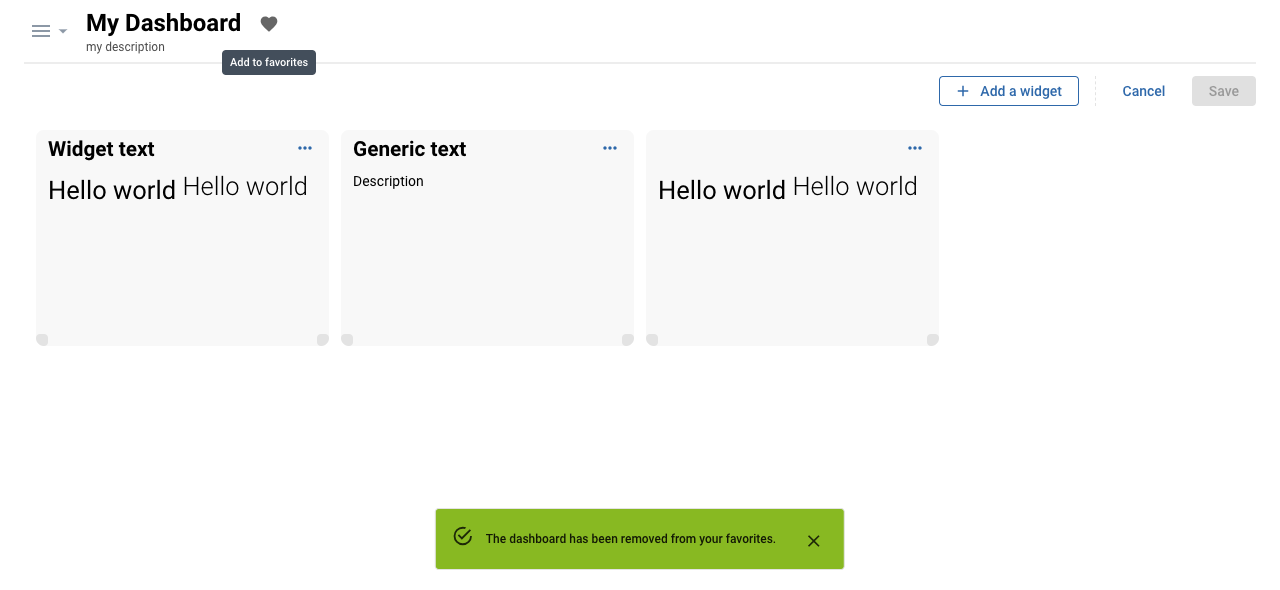 My Dashboard
my description
Add to favorites
Add a widget
Cancel
Save
Widget text
Hello world Hello world
Generic text
Description
Hello world Hello world
The dashboard has been removed from your favorites.